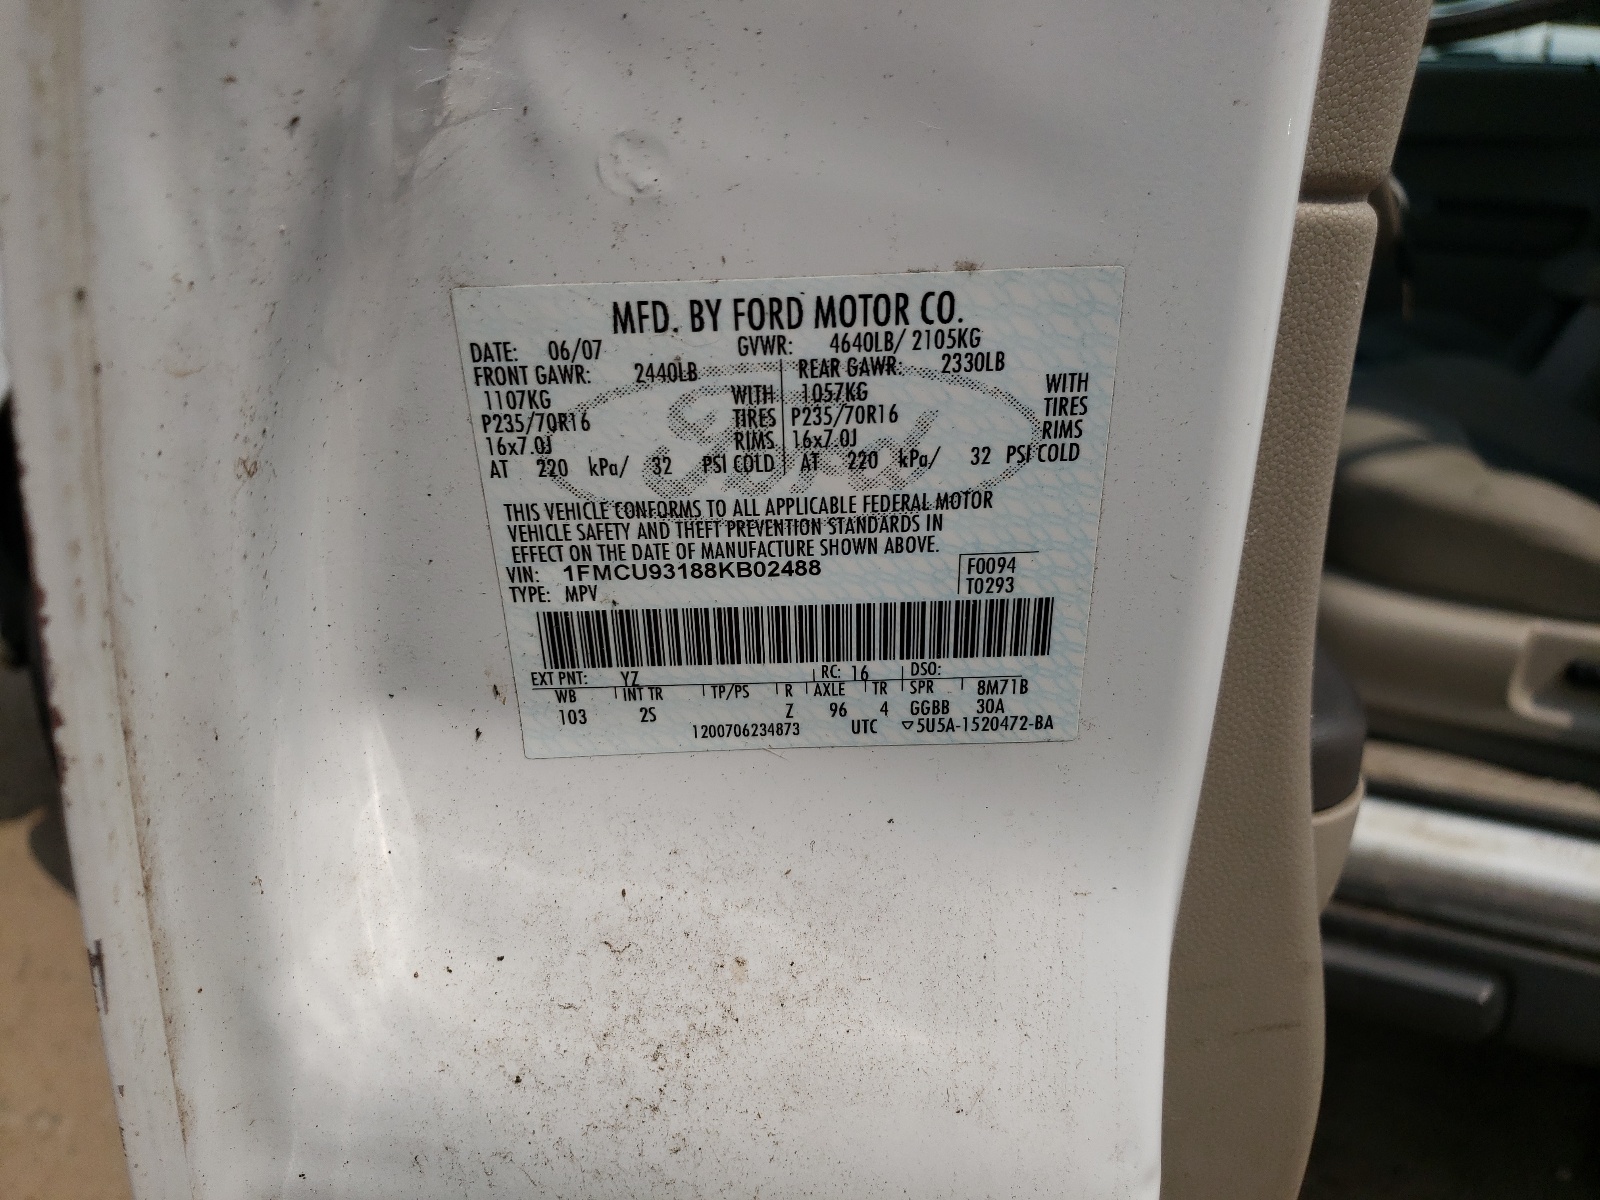 MFD. BY FORD MOTOR CO.
DATE: 06/07 GVWR: 4640LB/ 2105KG
FRONT GAWR: 2440LB REAR GAWR: 2330LB
1107KG WITH 1057KG WITH
P235/70R16 TIRES P235/70R16 TIRES
16x7.0J RIMS 16x7.0J RIMS
AT 220 kPa/ 32 PSI COLD AT 220 kPa/ 32 PSI COLD
Ford
THIS VEHICLE CONFORMS TO ALL APPLICABLE FEDERAL MOTOR
VEHICLE SAFETY AND THEFT PREVENTION STANDARDS IN
EFFECT ON THE DATE OF MANUFACTURE SHOWN ABOVE.
VIN: 1FMCU93188KB02488 F0094
TYPE: MPV T0293
EXT PNT: YZ RC: 16 DSO:
WB INT TR TP/PS R AXLE TR SPR 8M71B
103 2S Z 96 4 GGBB 30A
1200706234873 UTC ▽5U5A-1520472-BA